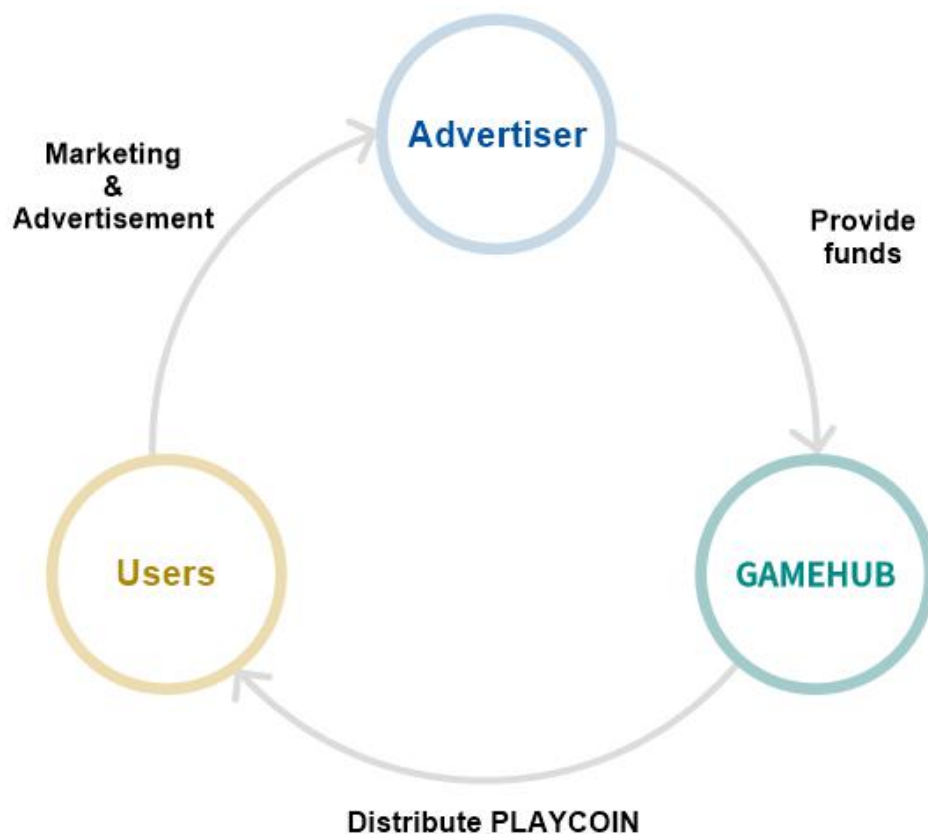 Advertiser
Marketing
&
Advertisement
Provide
funds
Users
GAMEHUB
Distribute PLAYCOIN